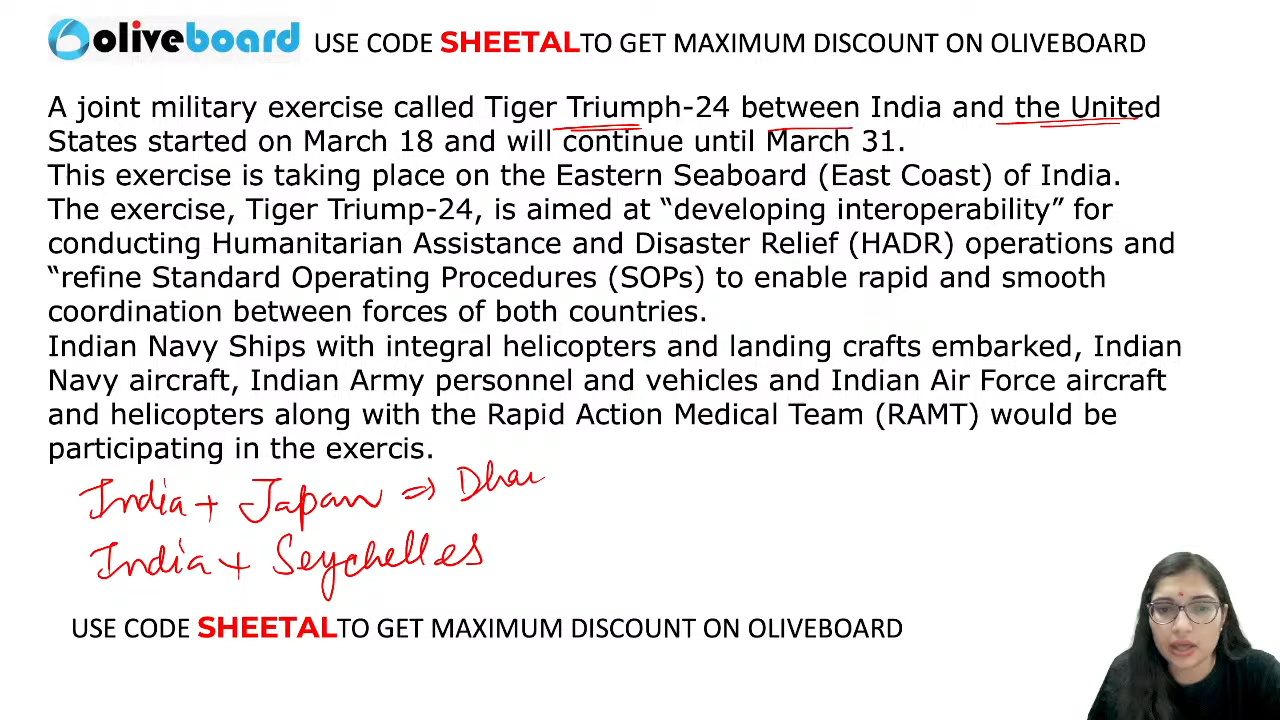 oliveboard USE CODE SHEETAL TO GET MAXIMUM DISCOUNT ON OLIVEBOARD
A joint military exercise called Tiger Triumph-24 between India and the United
States started on March 18 and will continue until March 31.
This exercise is taking place on the Eastern Seaboard (East Coast) of India.
The exercise, Tiger Triump-24, is aimed at “developing interoperability” for
conducting Humanitarian Assistance and Disaster Relief (HADR) operations and
“refine Standard Operating Procedures (SOPs) to enable rapid and smooth
coordination between forces of both countries.
Indian Navy Ships with integral helicopters and landing crafts embarked, Indian
Navy aircraft, Indian Army personnel and vehicles and Indian Air Force aircraft
and helicopters along with the Rapid Action Medical Team (RAMT) would be
participating in the exercis.
India + Japan ⇒ Dhar
India + Seychelles
USE CODE SHEETAL TO GET MAXIMUM DISCOUNT ON OLIVEBOARD